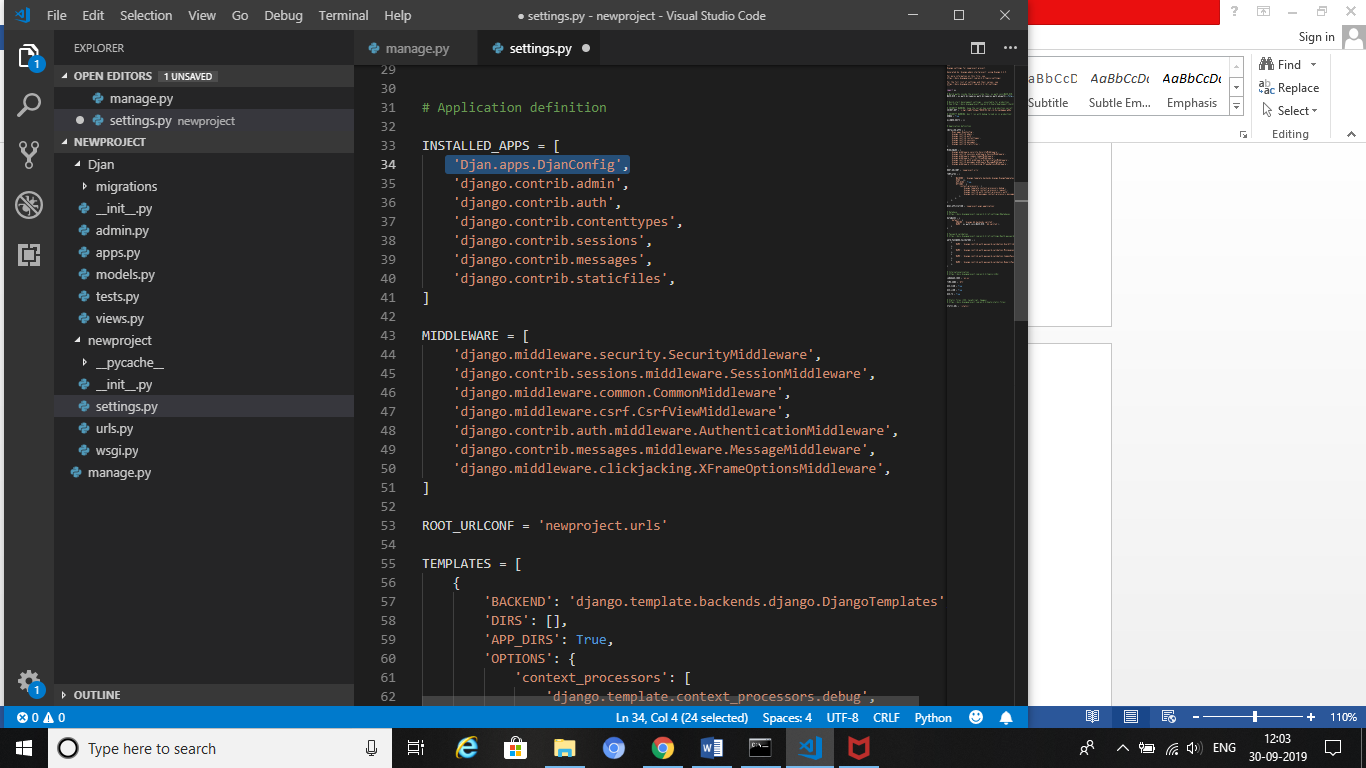 File Edit Selection View Go Debug Terminal Help
● settings.py - newproject - Visual Studio Code
Sign in
EXPLORER
manage.py
settings.py ●
OPEN EDITORS 1 UNSAVED
manage.py
settings.py newproject
NEWPROJECT
Djan
migrations
__init__.py
admin.py
apps.py
models.py
tests.py
views.py
newproject
__pycache__
__init__.py
settings.py
urls.py
wsgi.py
manage.py
OUTLINE
1
1
29
30
31 # Application definition
32
33 INSTALLED_APPS = [
34 'Djan.apps.DjanConfig',
35 'django.contrib.admin',
36 'django.contrib.auth',
37 'django.contrib.contenttypes',
38 'django.contrib.sessions',
39 'django.contrib.messages',
40 'django.contrib.staticfiles',
41 ]
42
43 MIDDLEWARE = [
44 'django.middleware.security.SecurityMiddleware',
45 'django.contrib.sessions.middleware.SessionMiddleware',
46 'django.middleware.common.CommonMiddleware',
47 'django.middleware.csrf.CsrfViewMiddleware',
48 'django.contrib.auth.middleware.AuthenticationMiddleware',
49 'django.contrib.messages.middleware.MessageMiddleware',
50 'django.middleware.clickjacking.XFrameOptionsMiddleware',
51 ]
52
53 ROOT_URLCONF = 'newproject.urls'
54
55 TEMPLATES = [
56 {
57 'BACKEND': 'django.template.backends.django.DjangoTemplates'
58 'DIRS': [],
59 'APP_DIRS': True,
60 'OPTIONS': {
61 'context_processors': [
62 'django.template.context_processors.debug',
aBbCcD AaBbCcDc AaBbCcDc
Subtitle Subtle Em... Emphasis
Find
Replace
Select
Editing
0 0
Ln 34, Col 4 (24 selected) Spaces: 4 UTF-8 CRLF Python
110%
Type here to search
ENG
12:03
30-09-2019